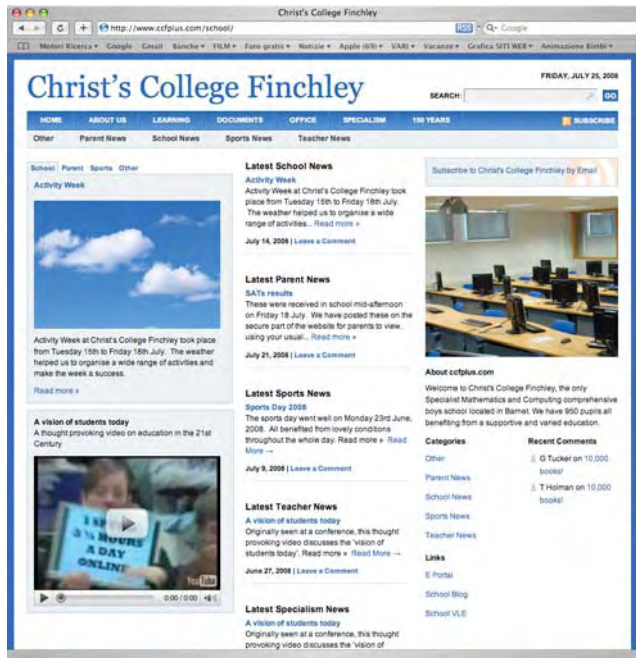 Christ's College Finchley
http://www.ccfplus.com/school/
RSS
Google
Motori Ricerca Google Gmail Banche FILM Foto gratis Notizie Apple (69) VARI Vacanze Grafica SITI WEB Animazione Bimbi
FRIDAY, JULY 25, 2008
Christ's College Finchley
SEARCH: GO
HOME ABOUT US LEARNING DOCUMENTS OFFICE SPECIALISM 150 YEARS SUBSCRIBE
Other Parent News School News Sports News Teacher News
School Parent Sports Other
Activity Week
Activity Week at Christ's College Finchley took place
from Tuesday 15th to Friday 18th July. The weather
helped us to organise a wide range of activities and
make the week a success.
Read more »
A vision of students today
A thought provoking video on education in the 21st
Century
I SPEND
3 ½ HOURS
A DAY
ONLINE
YouTube
0:00 / 0:00
Latest School News
Activity Week
Activity Week at Christ's College Finchley took
place from Tuesday 15th to Friday 18th July.
The weather helped us to organise a wide
range of activities... Read more »
July 14, 2008 | Leave a Comment
Latest Parent News
SATs results
These were received in school mid-afternoon
on Friday 18 July. We have posted these on the
secure part of the website for parents to view,
using your usual... Read more »
July 21, 2008 | Leave a Comment
Latest Sports News
Sports Day 2008
The sports day went well on Monday 23rd June,
2008. All benefited from lovely conditions
throughout the whole day. Read more » Read
More →
July 9, 2008 | Leave a Comment
Latest Teacher News
A vision of students today
Originally seen at a conference, this thought
provoking video discusses the 'vision of
students today'. Read more » Read More →
June 27, 2008 | Leave a Comment
Latest Specialism News
A vision of students today
Originally seen at a conference, this thought
provoking video discusses the 'vision of
Subscribe to Christ's College Finchley by Email
About ccfplus.com
Welcome to Christ's College Finchley, the only
Specialist Mathematics and Computing comprehensive
boys school located in Barnet. We have 950 pupils all
benefiting from a supportive and varied education.
Categories
Other
Parent News
School News
Sports News
Teacher News
Links
E Portal
School Blog
School VLE
Recent Comments
G Tucker on 10,000
books!
T Holman on 10,000
books!